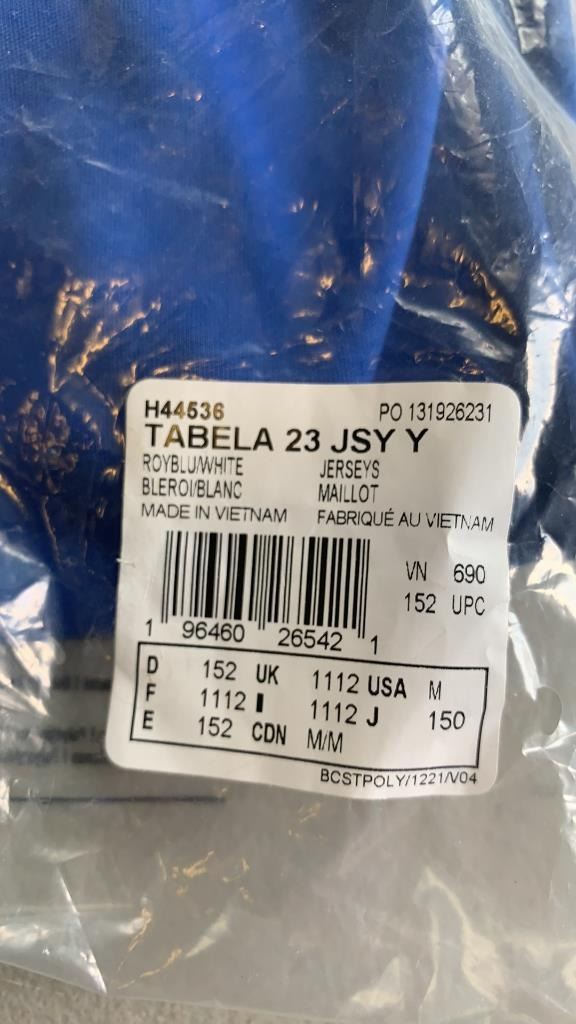 H44536 PO 131926231
TABELA 23 JSY Y
ROYBLU/WHITE JERSEYS
BLEROI/BLANC MAILLOT
MADE IN VIETNAM FABRIQUÉ AU VIETNAM
VN 690
152 UPC
1 96460 26542 1
D 152 UK 1112 USA M
F 1112 I 1112 J 150
E 152 CDN M/M
BCSTPOLY/1221/V04